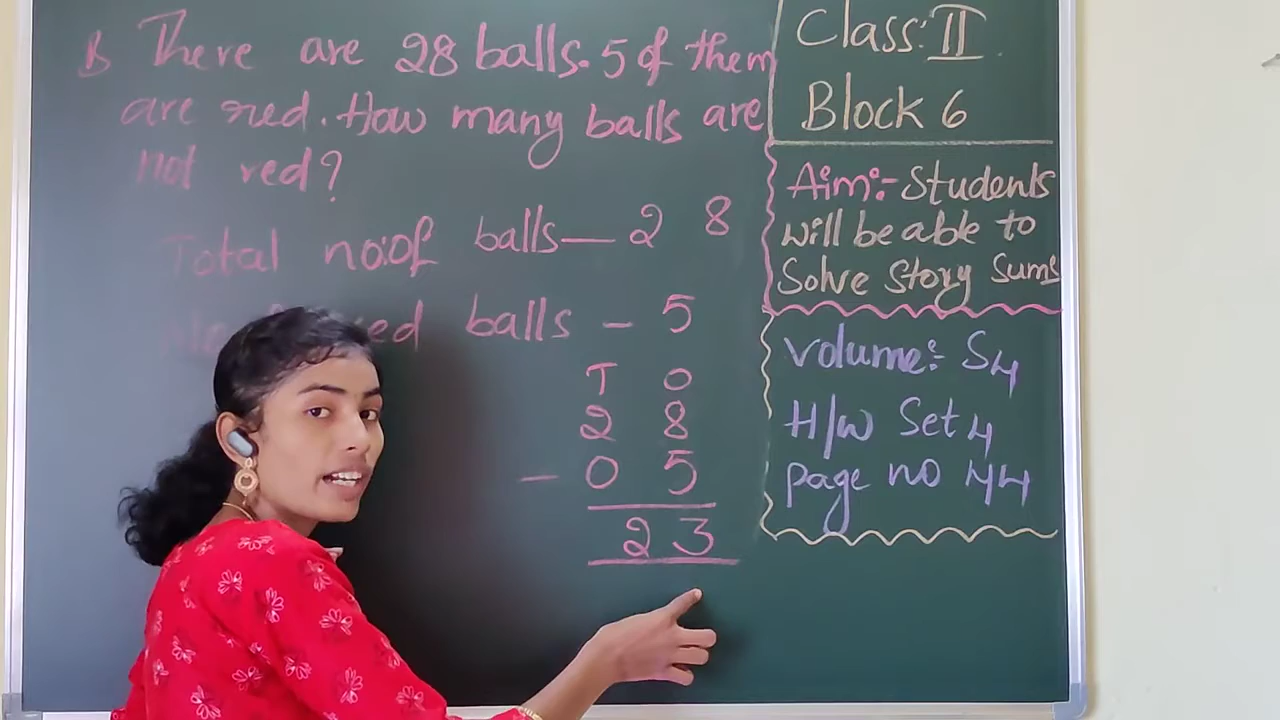 B There are 28 balls. 5 of them
are red. How many balls are
not red?
Total no:of balls — 2 8
red balls - 5
T O
2 8
- 0 5
2 3
Class: II
Block 6
Aim:- Students
will be able to
Solve Story Sums
Volume:- S4
H/W Set 4
page no 44